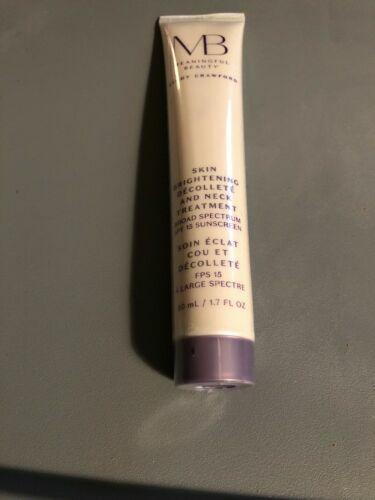 MB
MEANINGFUL
BEAUTY
CINDY CRAWFORD
SKIN
BRIGHTENING
DÉCOLLETÉ
AND NECK
TREATMENT
BROAD SPECTRUM
SPF 15 SUNSCREEN
SOIN ÉCLAT
COU ET
DÉCOLLETÉ
FPS 15
À LARGE SPECTRE
50 mL / 1.7 FL OZ